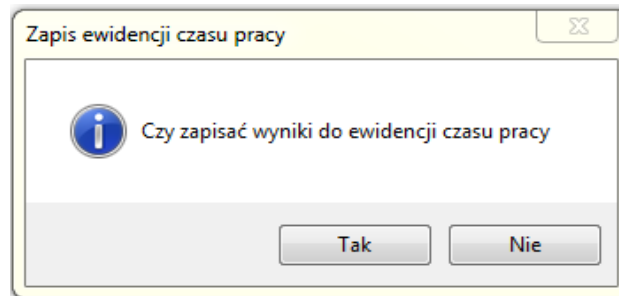 Zapis ewidencji czasu pracy
Czy zapisać wyniki do ewidencji czasu pracy
Tak
Nie